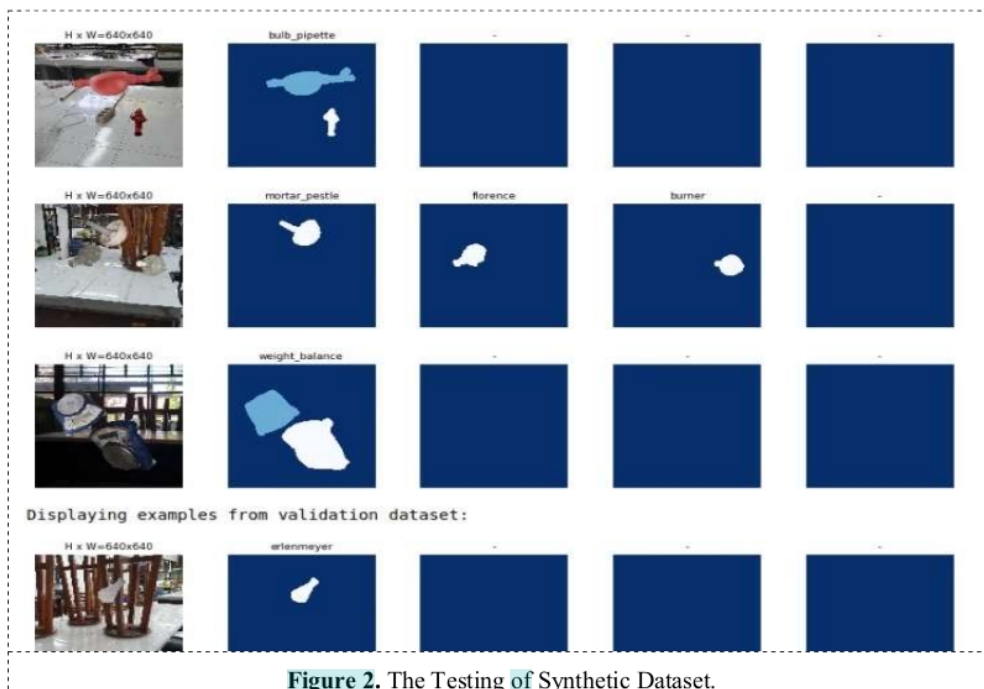 H x W=640x640 bulb_pipette - - -
H x W=640x640 mortar_pestle florence burner -
H x W=640x640 weight_balance - - -
Displaying examples from validation dataset:
H x W=640x640 erlenmeyer - - -
Figure 2. The Testing of Synthetic Dataset.